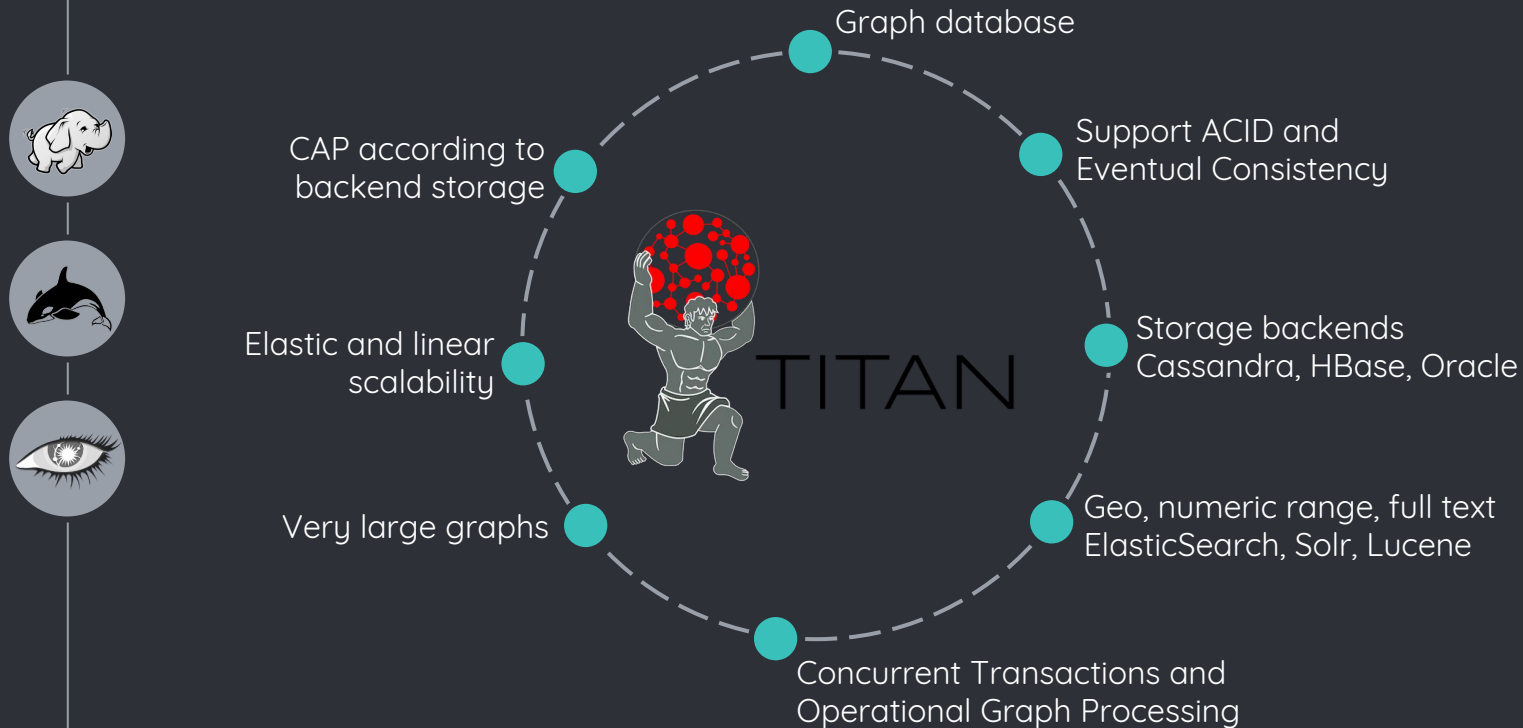 Graph database
Support ACID and
Eventual Consistency
Storage backends
Cassandra, HBase, Oracle
Geo, numeric range, full text
ElasticSearch, Solr, Lucene
Concurrent Transactions and
Operational Graph Processing
Very large graphs
Elastic and linear
scalability
CAP according to
backend storage
TITAN